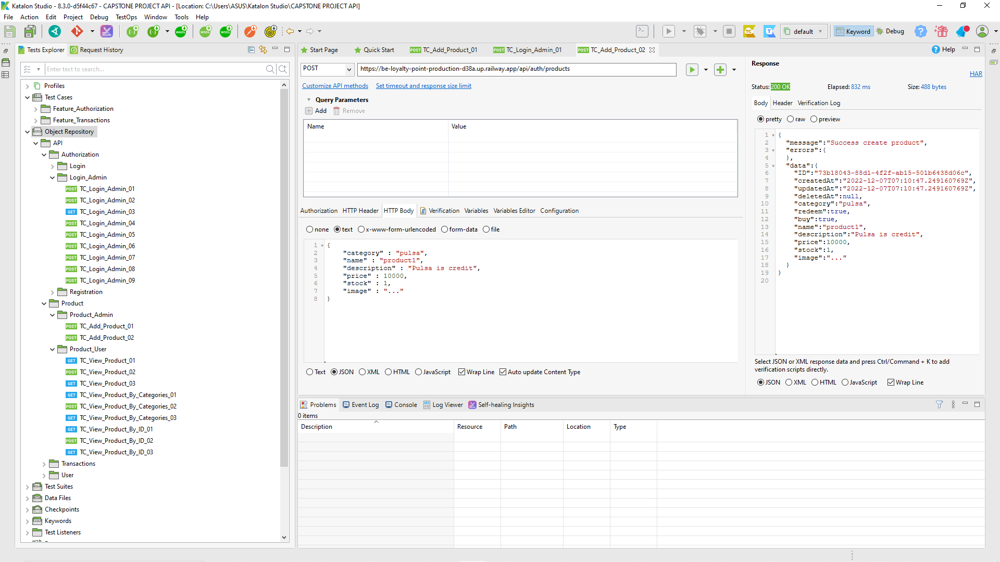 Katalon Studio - 8.3.0-d5f44c67 - CAPSTONE PROJECT API - [Location: C:\Users\ASUS\Katalon Studio\CAPSTONE PROJECT API]
File Action Edit Project Debug TestOps Window Tools Help
default Keyword Debug
Tests Explorer Request History
Enter text to search...
Profiles
Test Cases
Feature_Authorization
Feature_Transactions
Object Repository
API
Authorization
Login
Login_Admin
POST TC_Login_Admin_01
POST TC_Login_Admin_02
GET TC_Login_Admin_03
POST TC_Login_Admin_04
POST TC_Login_Admin_05
POST TC_Login_Admin_06
POST TC_Login_Admin_07
POST TC_Login_Admin_08
POST TC_Login_Admin_09
Registration
Product
Product_Admin
POST TC_Add_Product_01
POST TC_Add_Product_02
Product_User
GET TC_View_Product_01
POST TC_View_Product_02
GET TC_View_Product_03
GET TC_View_Product_By_Categories_01
POST TC_View_Product_By_Categories_02
GET TC_View_Product_By_Categories_03
GET TC_View_Product_By_ID_01
POST TC_View_Product_By_ID_02
GET TC_View_Product_By_ID_03
Transactions
User
Test Suites
Data Files
Checkpoints
Keywords
Test Listeners
Start Page Quick Start POST TC_Add_Product_01 POST TC_Login_Admin_01 POST TC_Add_Product_02 Help
POST https://be-loyalty-point-production-d38a.up.railway.app/api/auth/products
Customize API methods Set timeout and response size limit
Query Parameters
Add Remove
Name Value
Authorization HTTP Header HTTP Body Verification Variables Variables Editor Configuration
none text x-www-form-urlencoded form-data file
1 {
2 "category" : "pulsa",
3 "name" : "product1",
4 "description" : "Pulsa is credit",
5 "price" : 10000,
6 "stock" : 1,
7 "image" : "..."
8 }
Text JSON XML HTML JavaScript Wrap Line Auto update Content Type
Response
HAR
Status: 200 OK Elapsed: 832 ms Size: 488 bytes
Body Header Verification Log
pretty raw preview
1 {
2 "message":"Success create product",
3 "errors":{
4 },
5 "data":{
6 "ID":"73b18043-88d1-4f2f-ab15-501b6438d06c",
7 "createdAt":"2022-12-07T07:10:47.249160769Z",
8 "updatedAt":"2022-12-07T07:10:47.249160769Z",
9 "deletedAt":null,
10 "category":"pulsa",
11 "redeem":true,
12 "buy":true,
13 "name":"product1",
14 "description":"Pulsa is credit",
15 "price":10000,
16 "stock":1,
17 "image":"..."
18 }
19 }
20
Select JSON or XML response data and press Ctrl/Command + K to add
verification scripts directly.
JSON XML HTML JavaScript Wrap Line
Problems Event Log Console Log Viewer Self-healing Insights
0 items
Description Resource Path Location Type